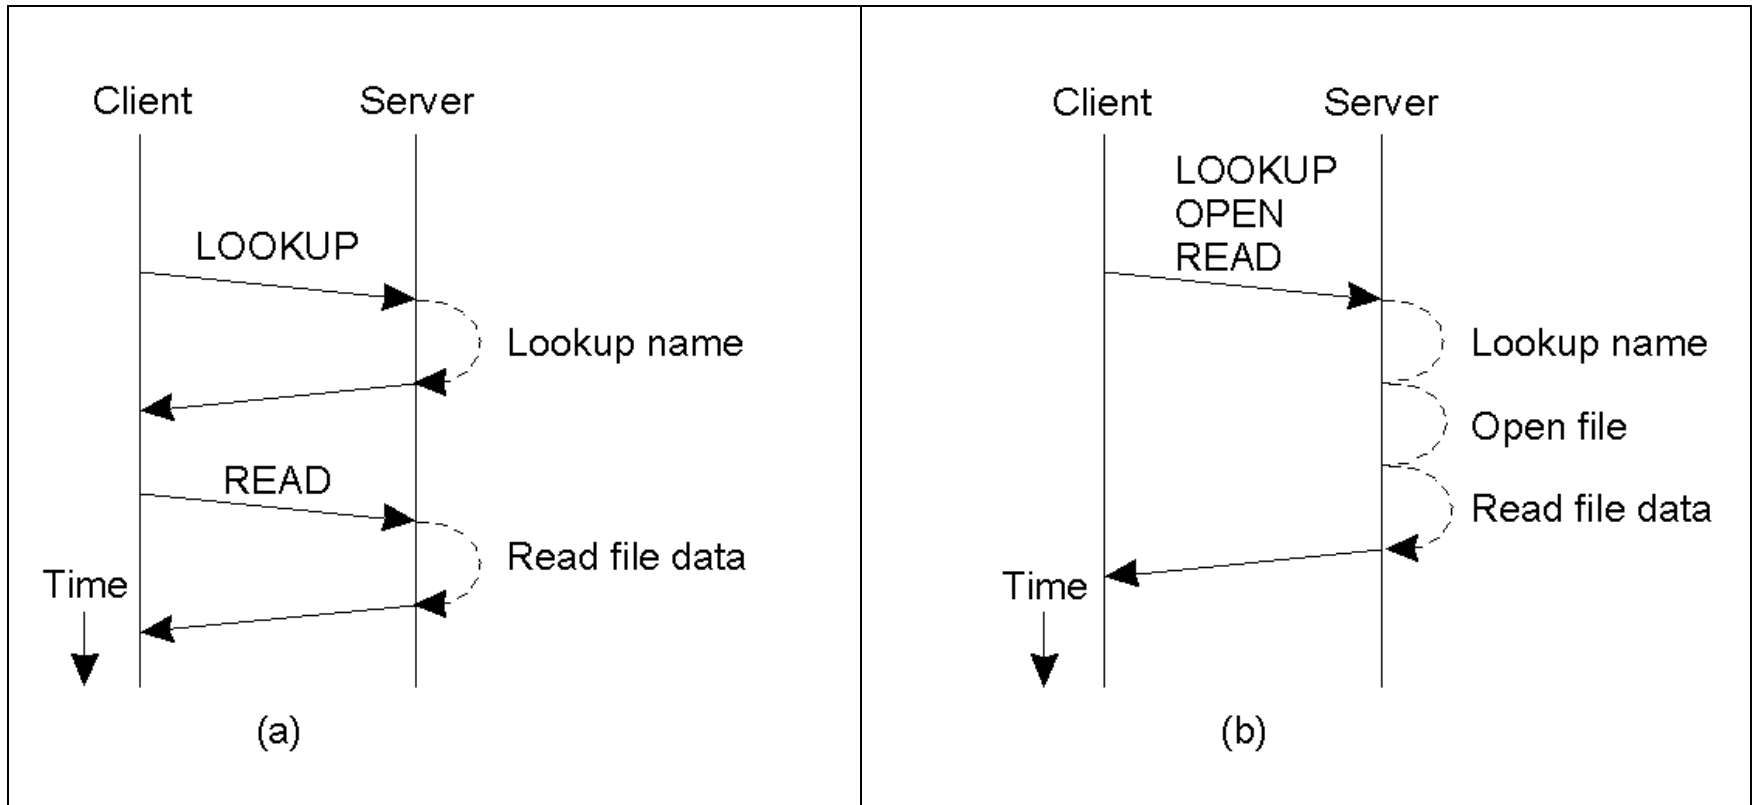 Client Server
LOOKUP
Lookup name
READ
Read file data
Time
(a)
Client Server
LOOKUP
OPEN
READ
Lookup name
Open file
Read file data
Time
(b)